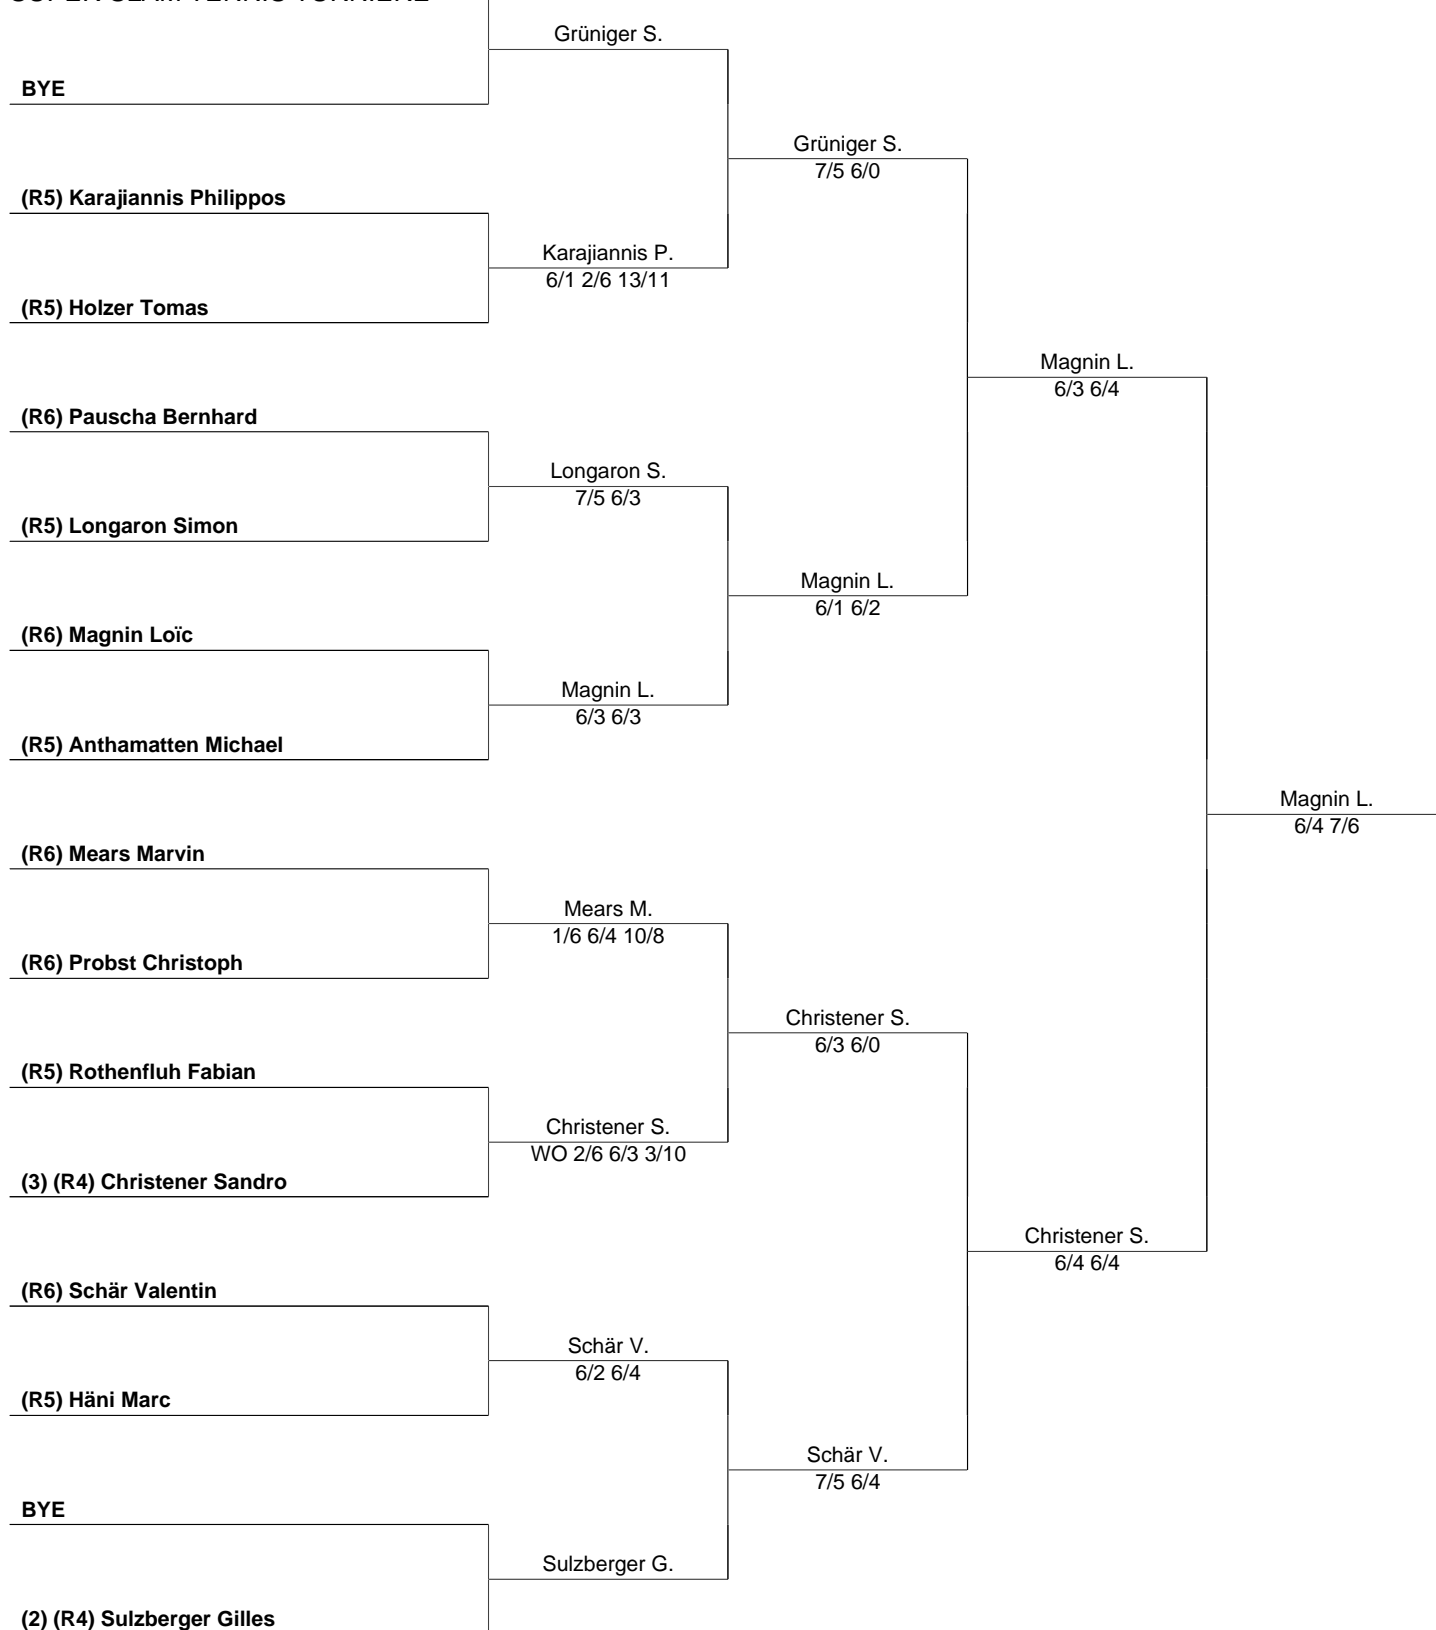 Grüniger S.
BYE
Grüniger S.
7/5 6/0
(R5) Karajiannis Philippos
Karajiannis P.
6/1 2/6 13/11
(R5) Holzer Tomas
Magnin L.
6/3 6/4
(R6) Pauscha Bernhard
Longaron S.
7/5 6/3
(R5) Longaron Simon
Magnin L.
6/1 6/2
(R6) Magnin Loïc
Magnin L.
6/3 6/3
(R5) Anthamatten Michael
Magnin L.
6/4 7/6
(R6) Mears Marvin
Mears M.
1/6 6/4 10/8
(R6) Probst Christoph
Christener S.
6/3 6/0
(R5) Rothenfluh Fabian
Christener S.
WO 2/6 6/3 3/10
(3) (R4) Christener Sandro
Christener S.
6/4 6/4
(R6) Schär Valentin
Schär V.
6/2 6/4
(R5) Häni Marc
Schär V.
7/5 6/4
BYE
Sulzberger G.
(2) (R4) Sulzberger Gilles